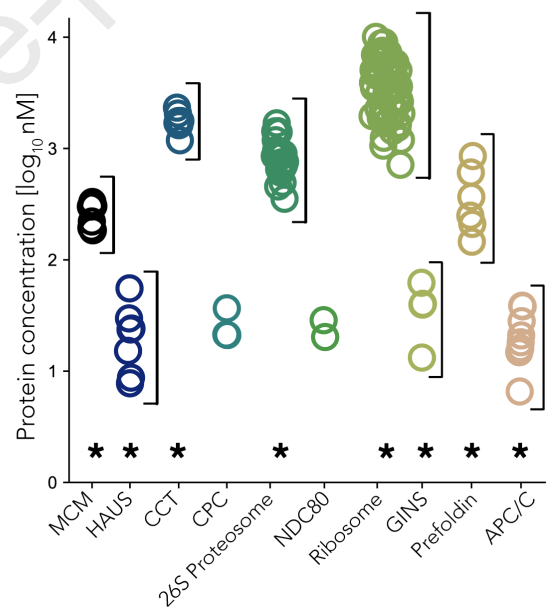 e-
Protein concentration [log10 nM]
4
3
2
1
0
* * * * * * * *
MCM
HAUS
CCT
CPC
26S Proteosome
NDC80
Ribosome
GINS
Prefoldin
APC/C